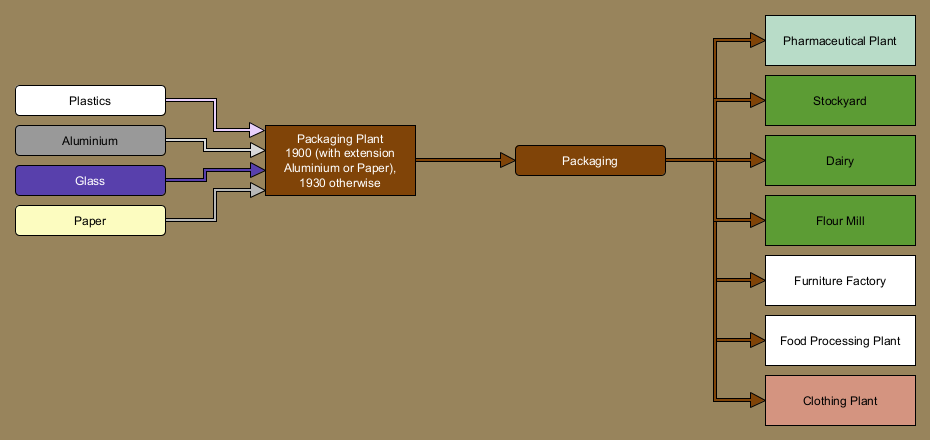 Plastics
Aluminium
Glass
Paper
Packaging Plant
1900 (with extension
Aluminium or Paper),
1930 otherwise
Packaging
Pharmaceutical Plant
Stockyard
Dairy
Flour Mill
Furniture Factory
Food Processing Plant
Clothing Plant